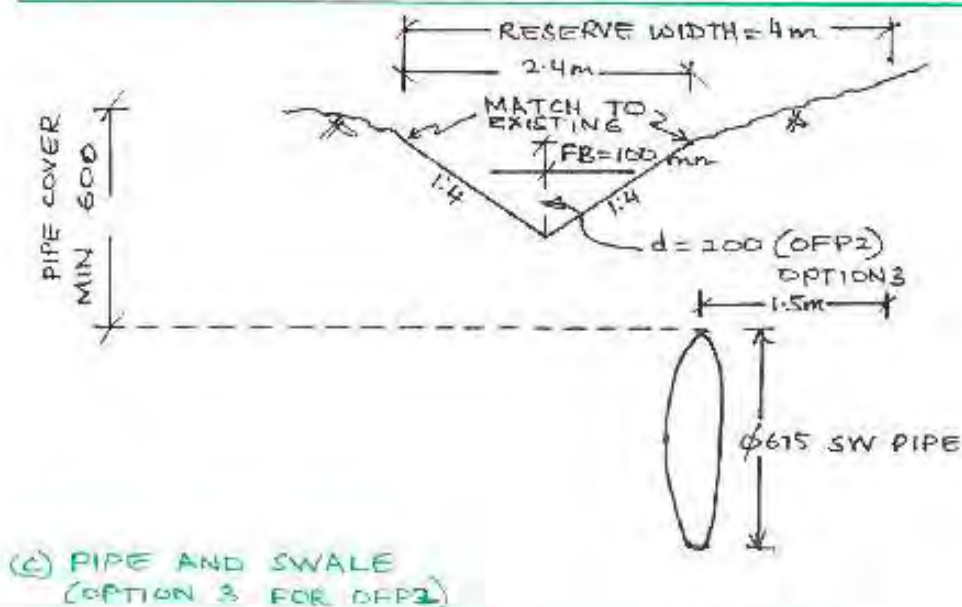 RESERVE WIDTH = 4m
2.4m
MATCH TO
EXISTING
FB=100 mm
1:4
1:4
PIPE COVER
MIN 600
d = 200 (OFP2)
OPTION 3
1.5m
φ675 SW PIPE
(c) PIPE AND SWALE
(OPTION 3 FOR OFP2)